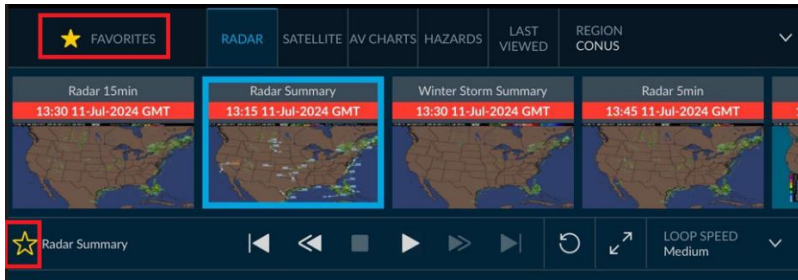 FAVORITES
RADAR
SATELLITE
AV CHARTS
HAZARDS
LAST
VIEWED
REGION
CONUS
Radar 15min
13:30 11-Jul-2024 GMT
Radar Summary
13:15 11-Jul-2024 GMT
Winter Storm Summary
13:30 11-Jul-2024 GMT
Radar 5min
13:45 11-Jul-2024 GMT
Radar Summary
LOOP SPEED
Medium